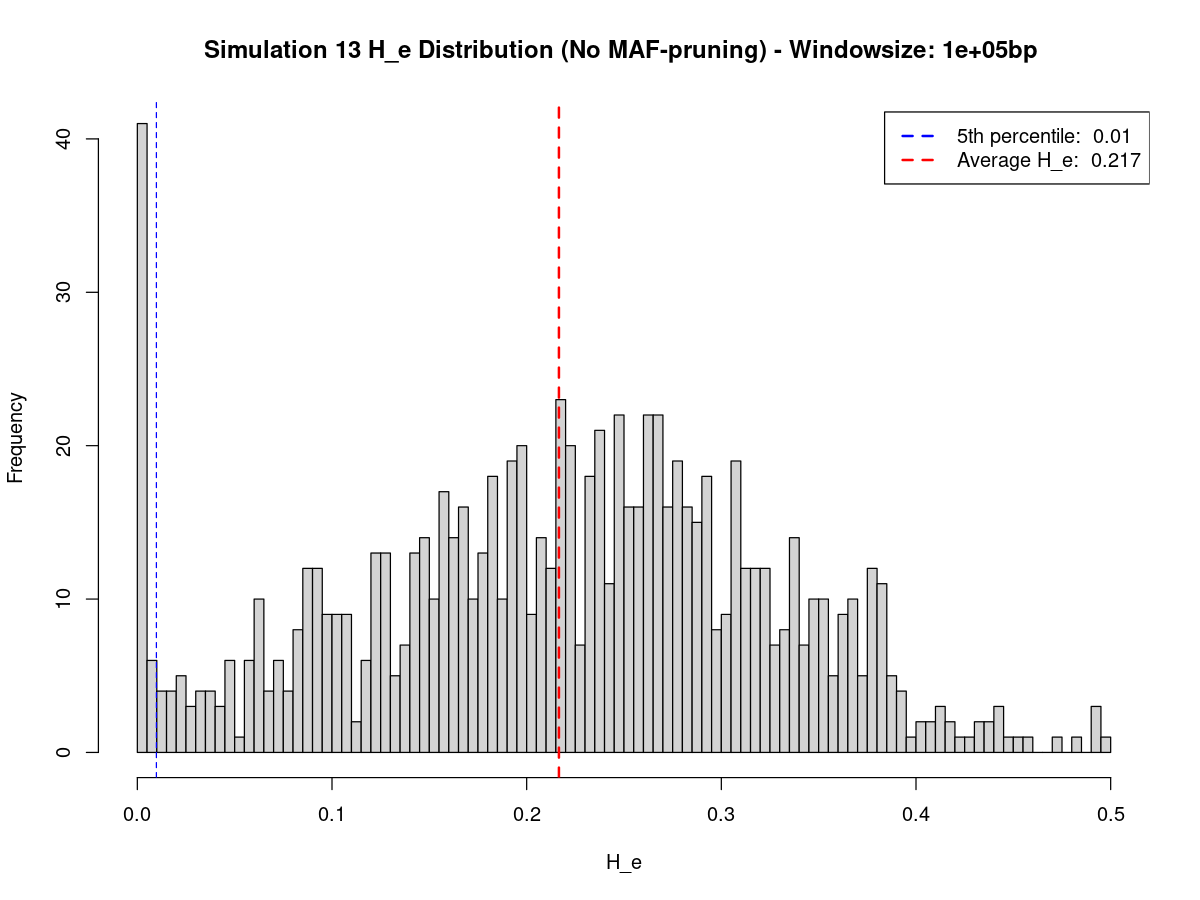 Simulation 13 H_e Distribution (No MAF-pruning) - Windowsize: 1e+05bp
5th percentile:  0.01
Average H_e:  0.217
Frequency
40
30
20
10
0
0.0 0.1 0.2 0.3 0.4 0.5
H_e